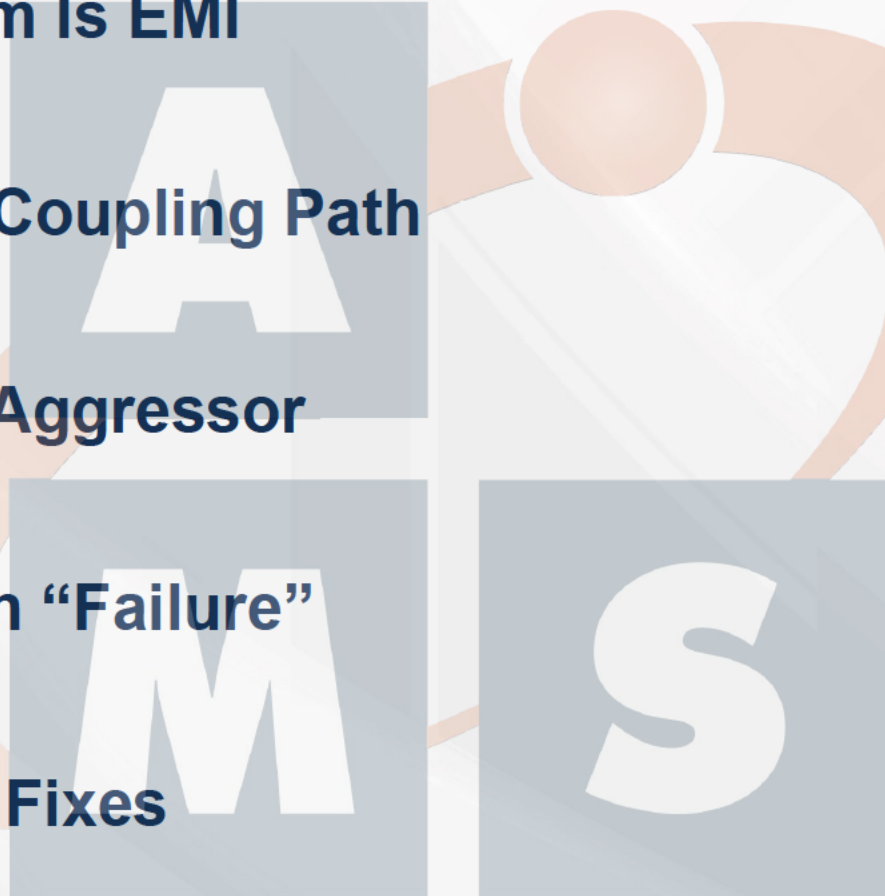 m Is EMI
A
Coupling Path
Aggressor
n “Failure”
M S
Fixes